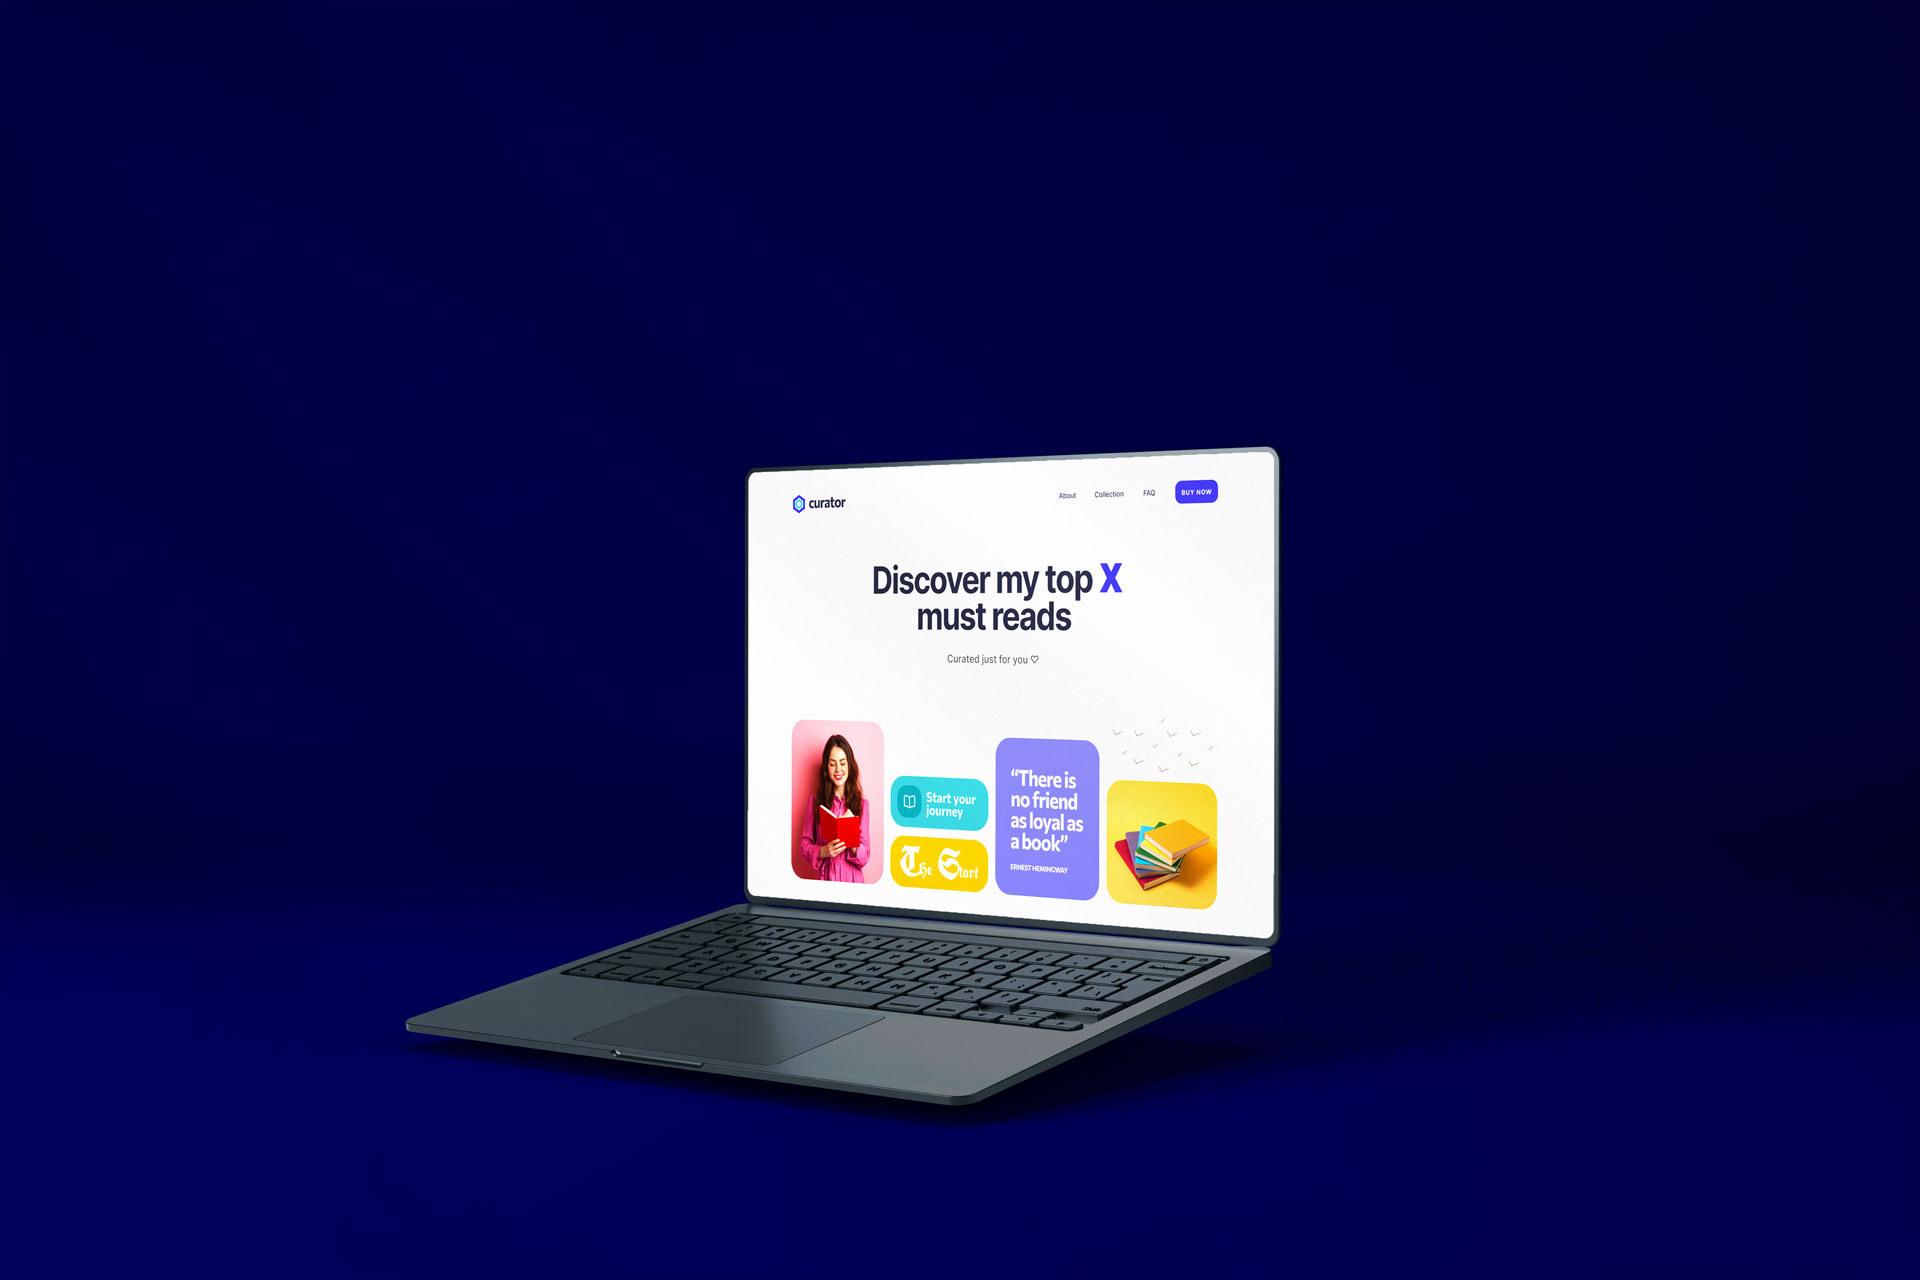 curator
About
Collection
FAQ
BUY NOW
Discover my top X
must reads
Curated just for you ♡
Start your
journey
The Start
“There is
no friend
as loyal as
a book”
ERNEST HEMINGWAY